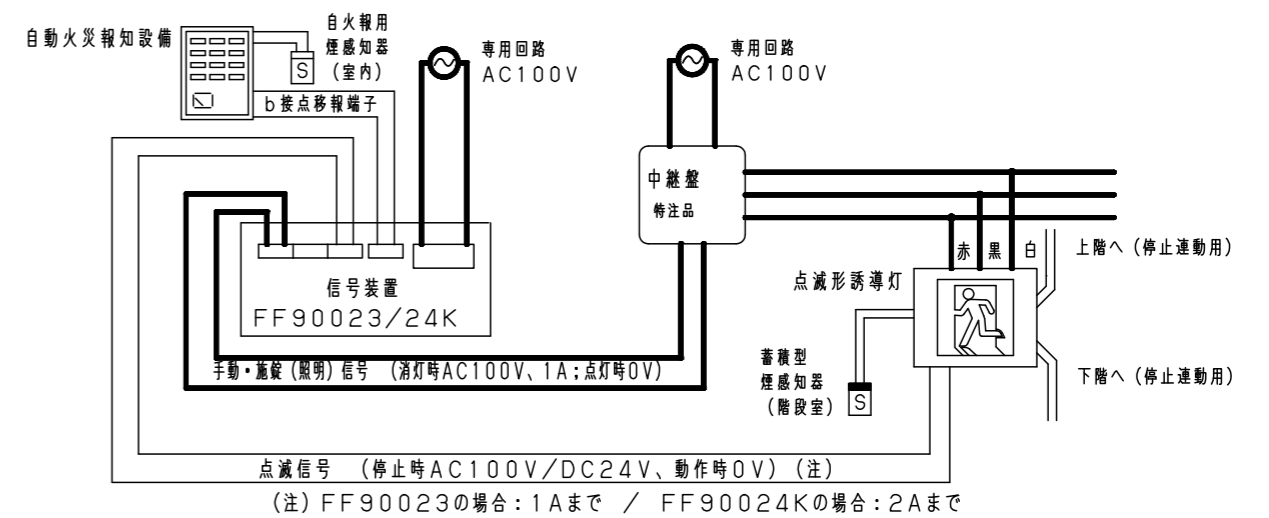 自動火災報知設備
自火報用
煙感知器
(室内)
S
b接点移報端子
専用回路
AC100V
専用回路
AC100V
中継盤
特注品
信号装置
FF90023/24K
手動・施錠(照明)信号 (消灯時AC100V、1A;点灯時0V)
赤 黒 白
上階へ(停止連動用)
点滅形誘導灯
蓄積型
煙感知器
(階段室)
S
下階へ(停止連動用)
点滅信号 (停止時AC100V/DC24V、動作時0V)(注)
(注)FF90023の場合:1Aまで / FF90024Kの場合:2Aまで